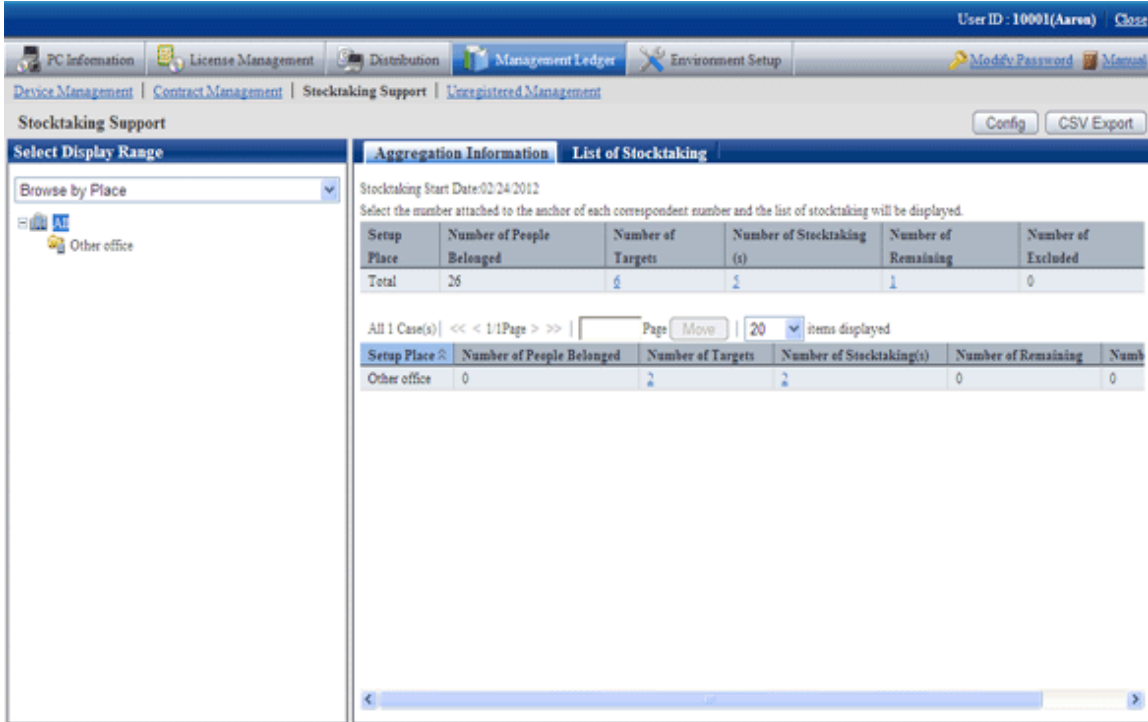 User ID : 10001(Aaron) Close
PC Information License Management Distribution Management Ledger Environment Setup Modify Password Manual
Device Management | Contract Management | Stocktaking Support | Unregistered Management
Stocktaking Support Config CSV Export
Select Display Range
Browse by Place
All
Other office
Aggregation Information List of Stocktaking
Stocktaking Start Date:02/24/2012
Select the number attached to the anchor of each correspondent number and the list of stocktaking will be displayed.
Setup Place Number of People Belonged Number of Targets Number of Stocktaking (s) Number of Remaining Number of Excluded
Total 26 6 5 1 0
All 1 Case(s)| << < 1/1Page > >> | Page Move | 20 items displayed
Setup Place Number of People Belonged Number of Targets Number of Stocktaking(s) Number of Remaining Numb
Other office 0 2 2 0 0